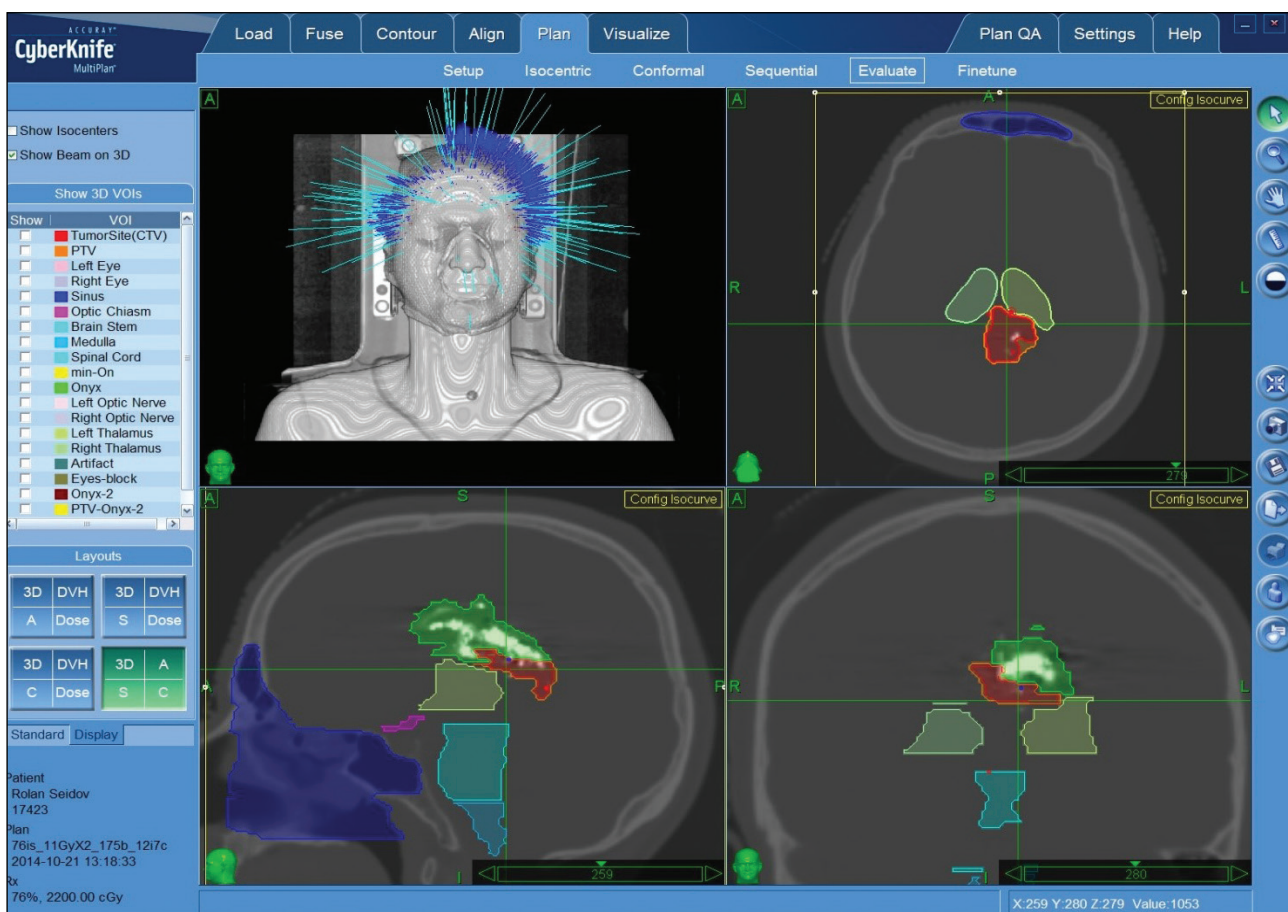 ACCURAY
CyberKnife
MultiPlan
Load
Fuse
Contour
Align
Plan
Visualize
Plan QA
Settings
Help
Setup
Isocentric
Conformal
Sequential
Evaluate
Finetune
Show Isocenters
Show Beam on 3D
Show 3D VOIs
Show VOI
TumorSite(CTV)
PTV
Left Eye
Right Eye
Sinus
Optic Chiasm
Brain Stem
Medulla
Spinal Cord
min-On
Onyx
Left Optic Nerve
Right Optic Nerve
Left Thalamus
Right Thalamus
Artifact
Eyes-block
Onyx-2
PTV-Onyx-2
Layouts
3D DVH
A Dose
3D DVH
S Dose
3D DVH
C Dose
3D A
S C
Standard
Display
Patient
Rolan Seidov
17423
Plan
76is_11GyX2_175b_12i7c
2014-10-21 13:18:33
Rx
76%, 2200.00 cGy
A
A
A
Config Isocurve
R
L
P
279
A
S
Config Isocurve
A
P
I
259
A
S
Config Isocurve
R
L
I
280
X:259 Y:280 Z:279 Value:1053